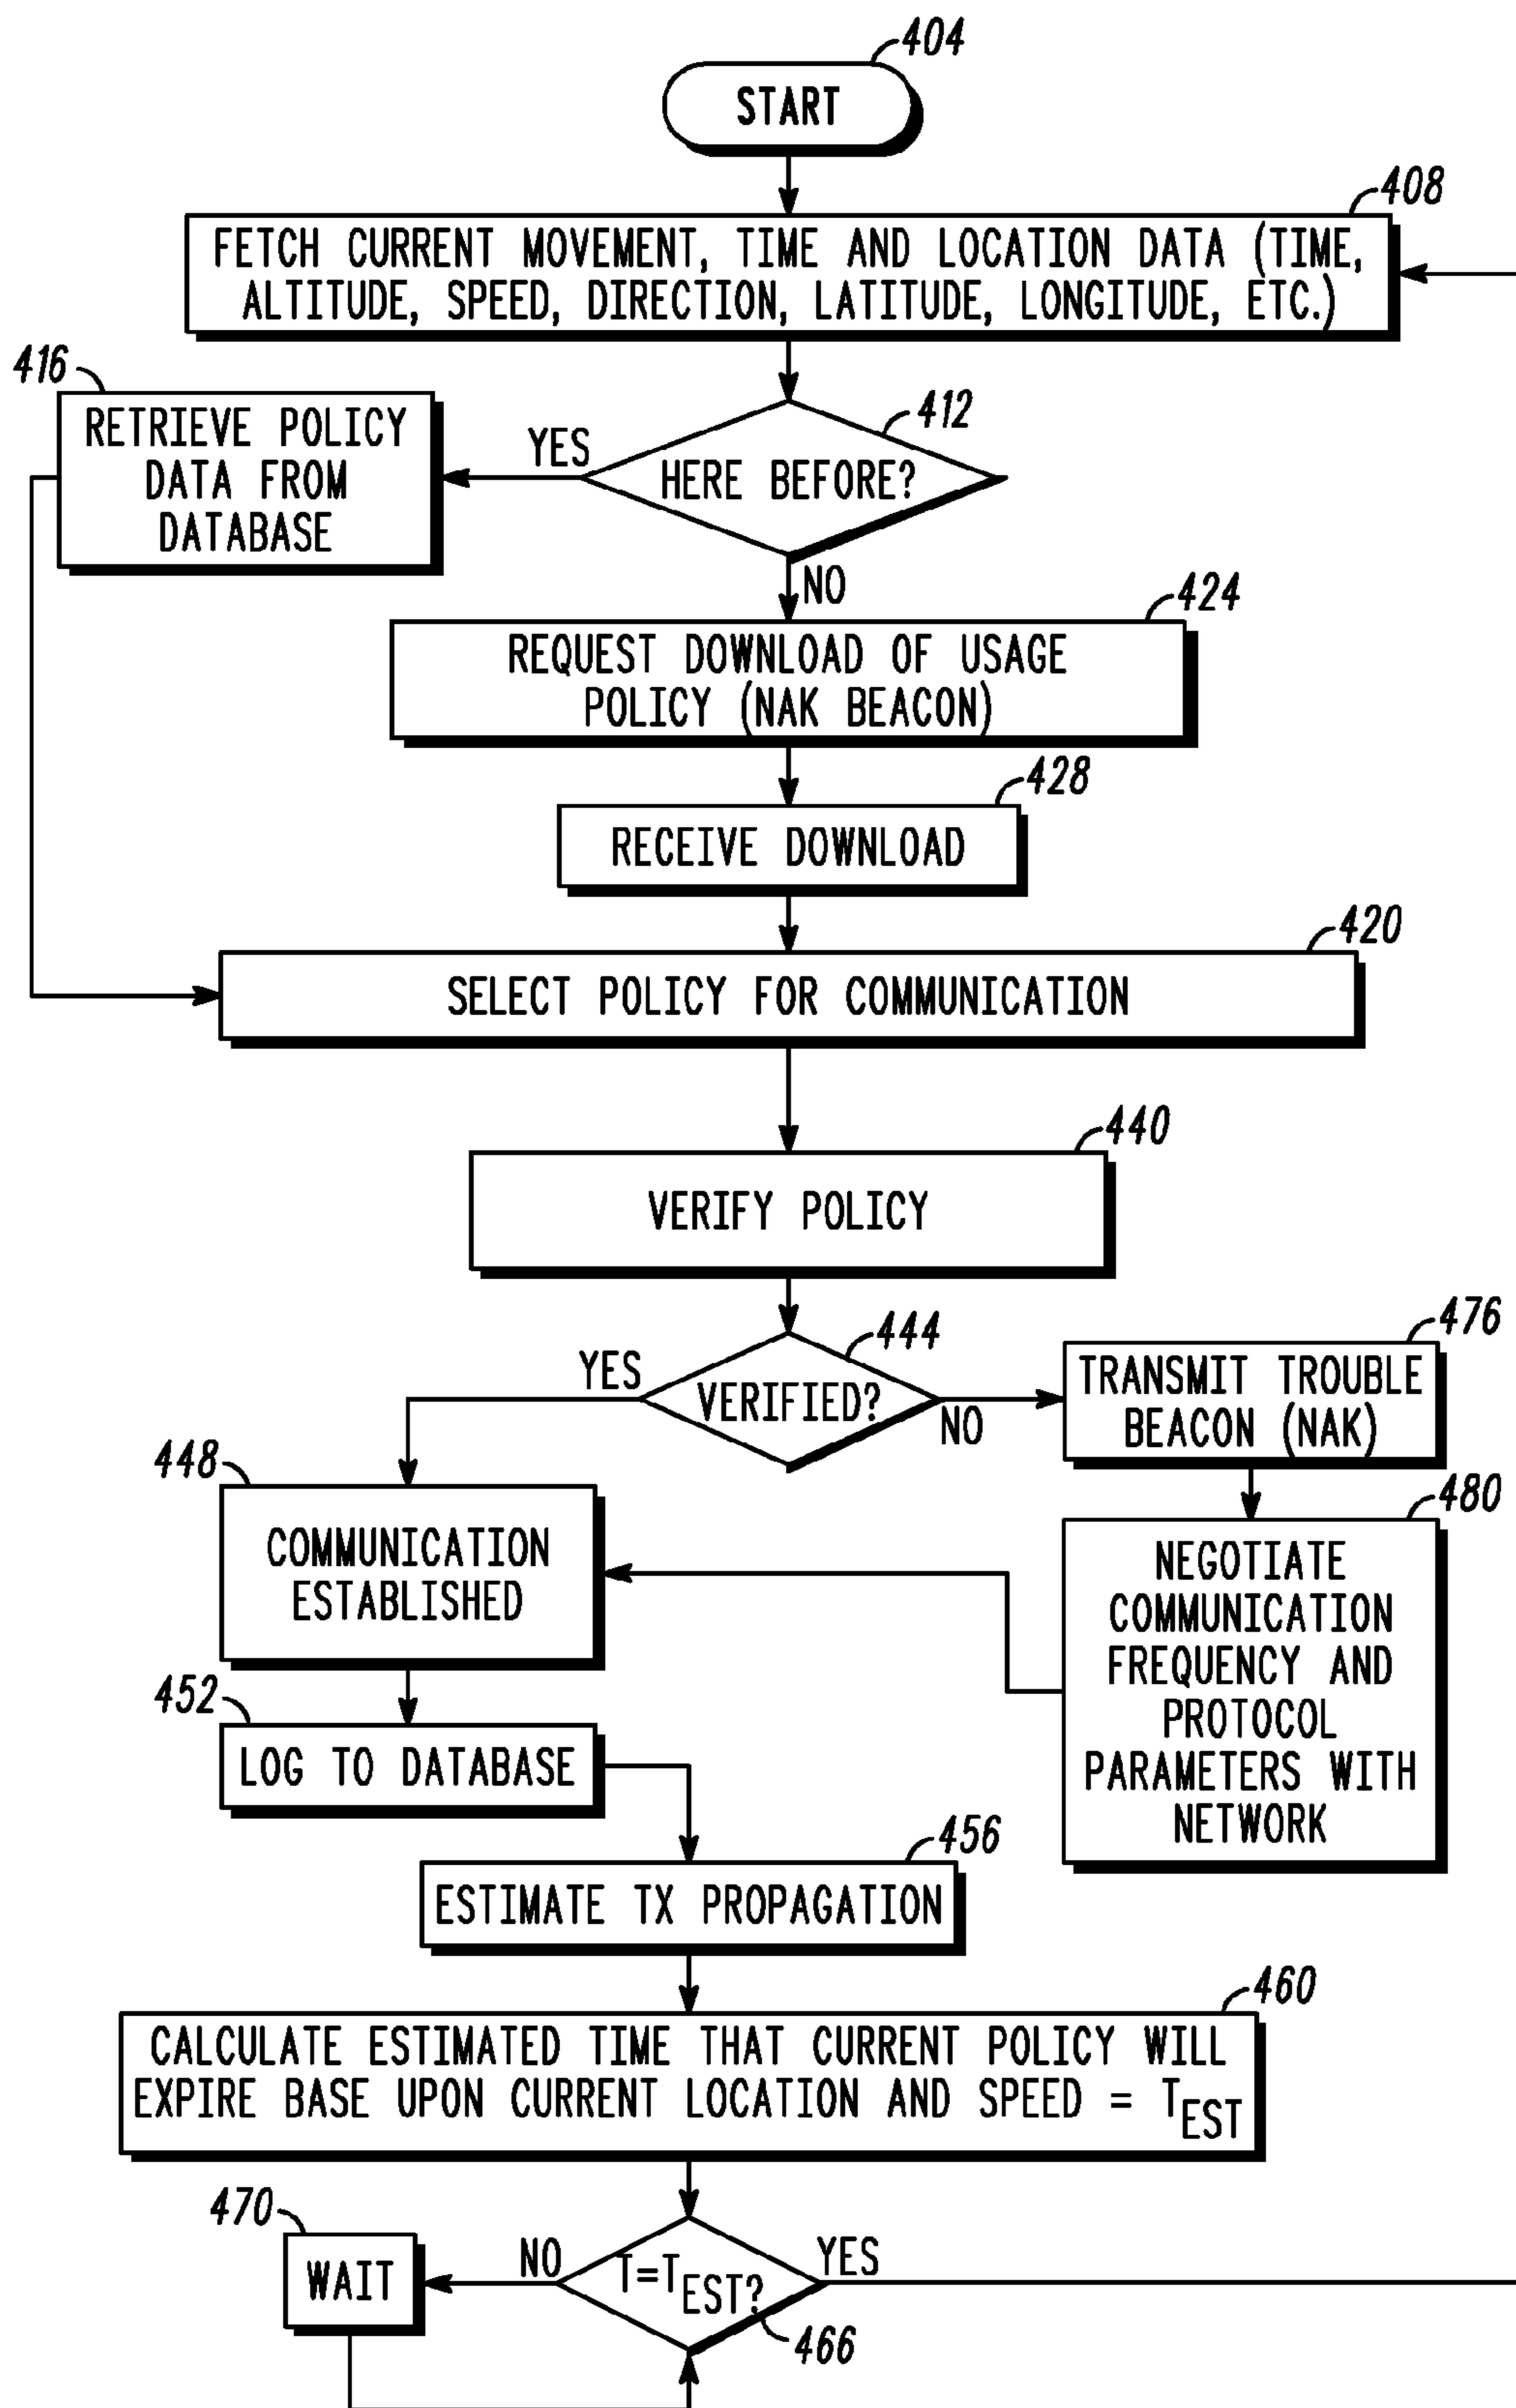 404
START
408
FETCH CURRENT MOVEMENT, TIME AND LOCATION DATA (TIME,
ALTITUDE, SPEED, DIRECTION, LATITUDE, LONGITUDE, ETC.)
416
RETRIEVE POLICY
DATA FROM
DATABASE
YES
412
HERE BEFORE?
NO
424
REQUEST DOWNLOAD OF USAGE
POLICY (NAK BEACON)
428
RECEIVE DOWNLOAD
420
SELECT POLICY FOR COMMUNICATION
440
VERIFY POLICY
444
YES
VERIFIED?
NO
476
TRANSMIT TROUBLE
BEACON (NAK)
448
COMMUNICATION
ESTABLISHED
480
NEGOTIATE
COMMUNICATION
FREQUENCY AND
PROTOCOL
PARAMETERS WITH
NETWORK
452
LOG TO DATABASE
456
ESTIMATE TX PROPAGATION
460
CALCULATE ESTIMATED TIME THAT CURRENT POLICY WILL
EXPIRE BASE UPON CURRENT LOCATION AND SPEED = TEST
470
WAIT
NO
T=TEST?
YES
466